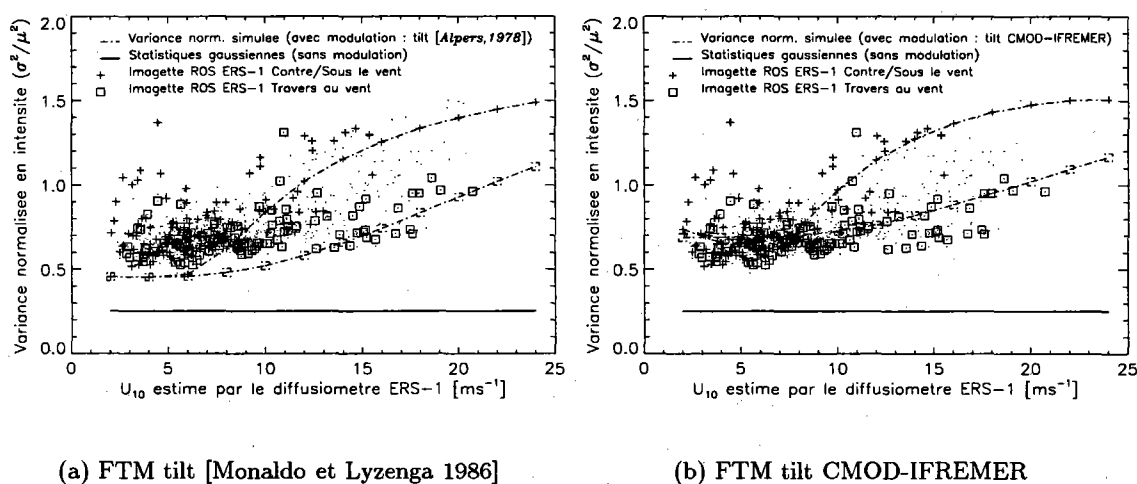 2.0
1.5
1.0
0.5
0.0
Variance normalisee en intensite (σ²/μ²)
Variance norm. simulee (avec modulation : tilt [Alpers,1978])
Statistiques gaussiennes (sans modulation)
Imagette ROS ERS−1 Contre/Sous le vent
Imagette ROS ERS−1 Travers au vent
0 5 10 15 20 25
U₁₀ estime par le diffusiometre ERS−1 [ms⁻¹]
(a) FTM tilt [Monaldo et Lyzenga 1986]
2.0
1.5
1.0
0.5
0.0
Variance normalisee en intensite (σ²/μ²)
Variance norm. simulee (avec modulation : tilt CMOD−IFREMER)
Statistiques gaussiennes (sans modulation)
Imagette ROS ERS−1 Contre/Sous le vent
Imagette ROS ERS−1 Travers au vent
0 5 10 15 20 25
U₁₀ estime par le diffusiometre ERS−1 [ms⁻¹]
(b) FTM tilt CMOD-IFREMER